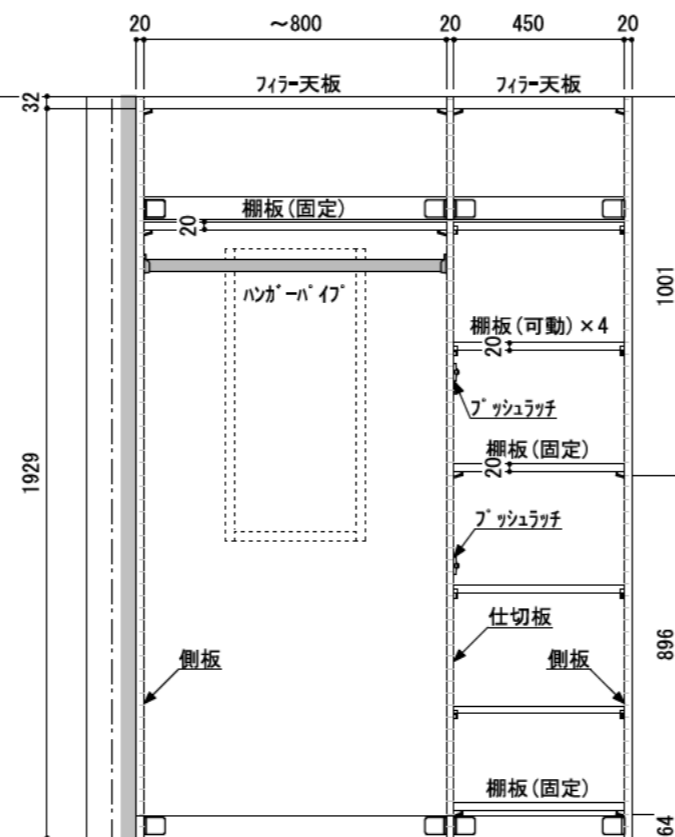 20 ～800 20 450 20
ﾌｨﾗｰ天板 ﾌｨﾗｰ天板
32
棚板(固定)
20
ﾊﾝｶﾞｰﾊﾟｲﾌﾟ
1001
棚板(可動)×4
20
ﾌﾟｯｼｭﾗｯﾁ
棚板(固定)
20
1929
ﾌﾟｯｼｭﾗｯﾁ
仕切板
側板 側板
896
棚板(固定)
64